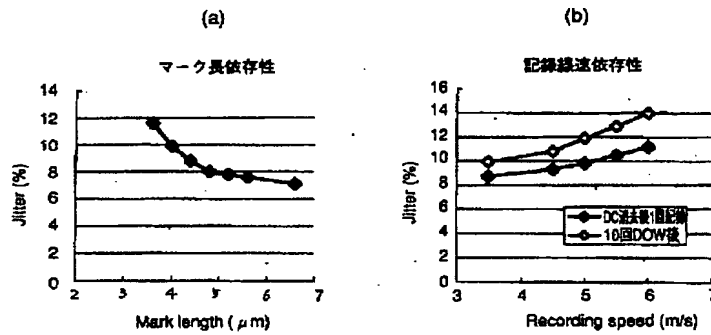 (a)
マーク長依存性
Jitter (%)
14
12
10
8
6
4
2
0
2 3 4 5 6 7
Mark length ( μm)
(b)
記録線速依存性
Jitter (%)
14
12
10
8
6
4
2
0
DC消去後1回記録
10回DOW後
3 4 5 6 7
Recording speed (m/s)